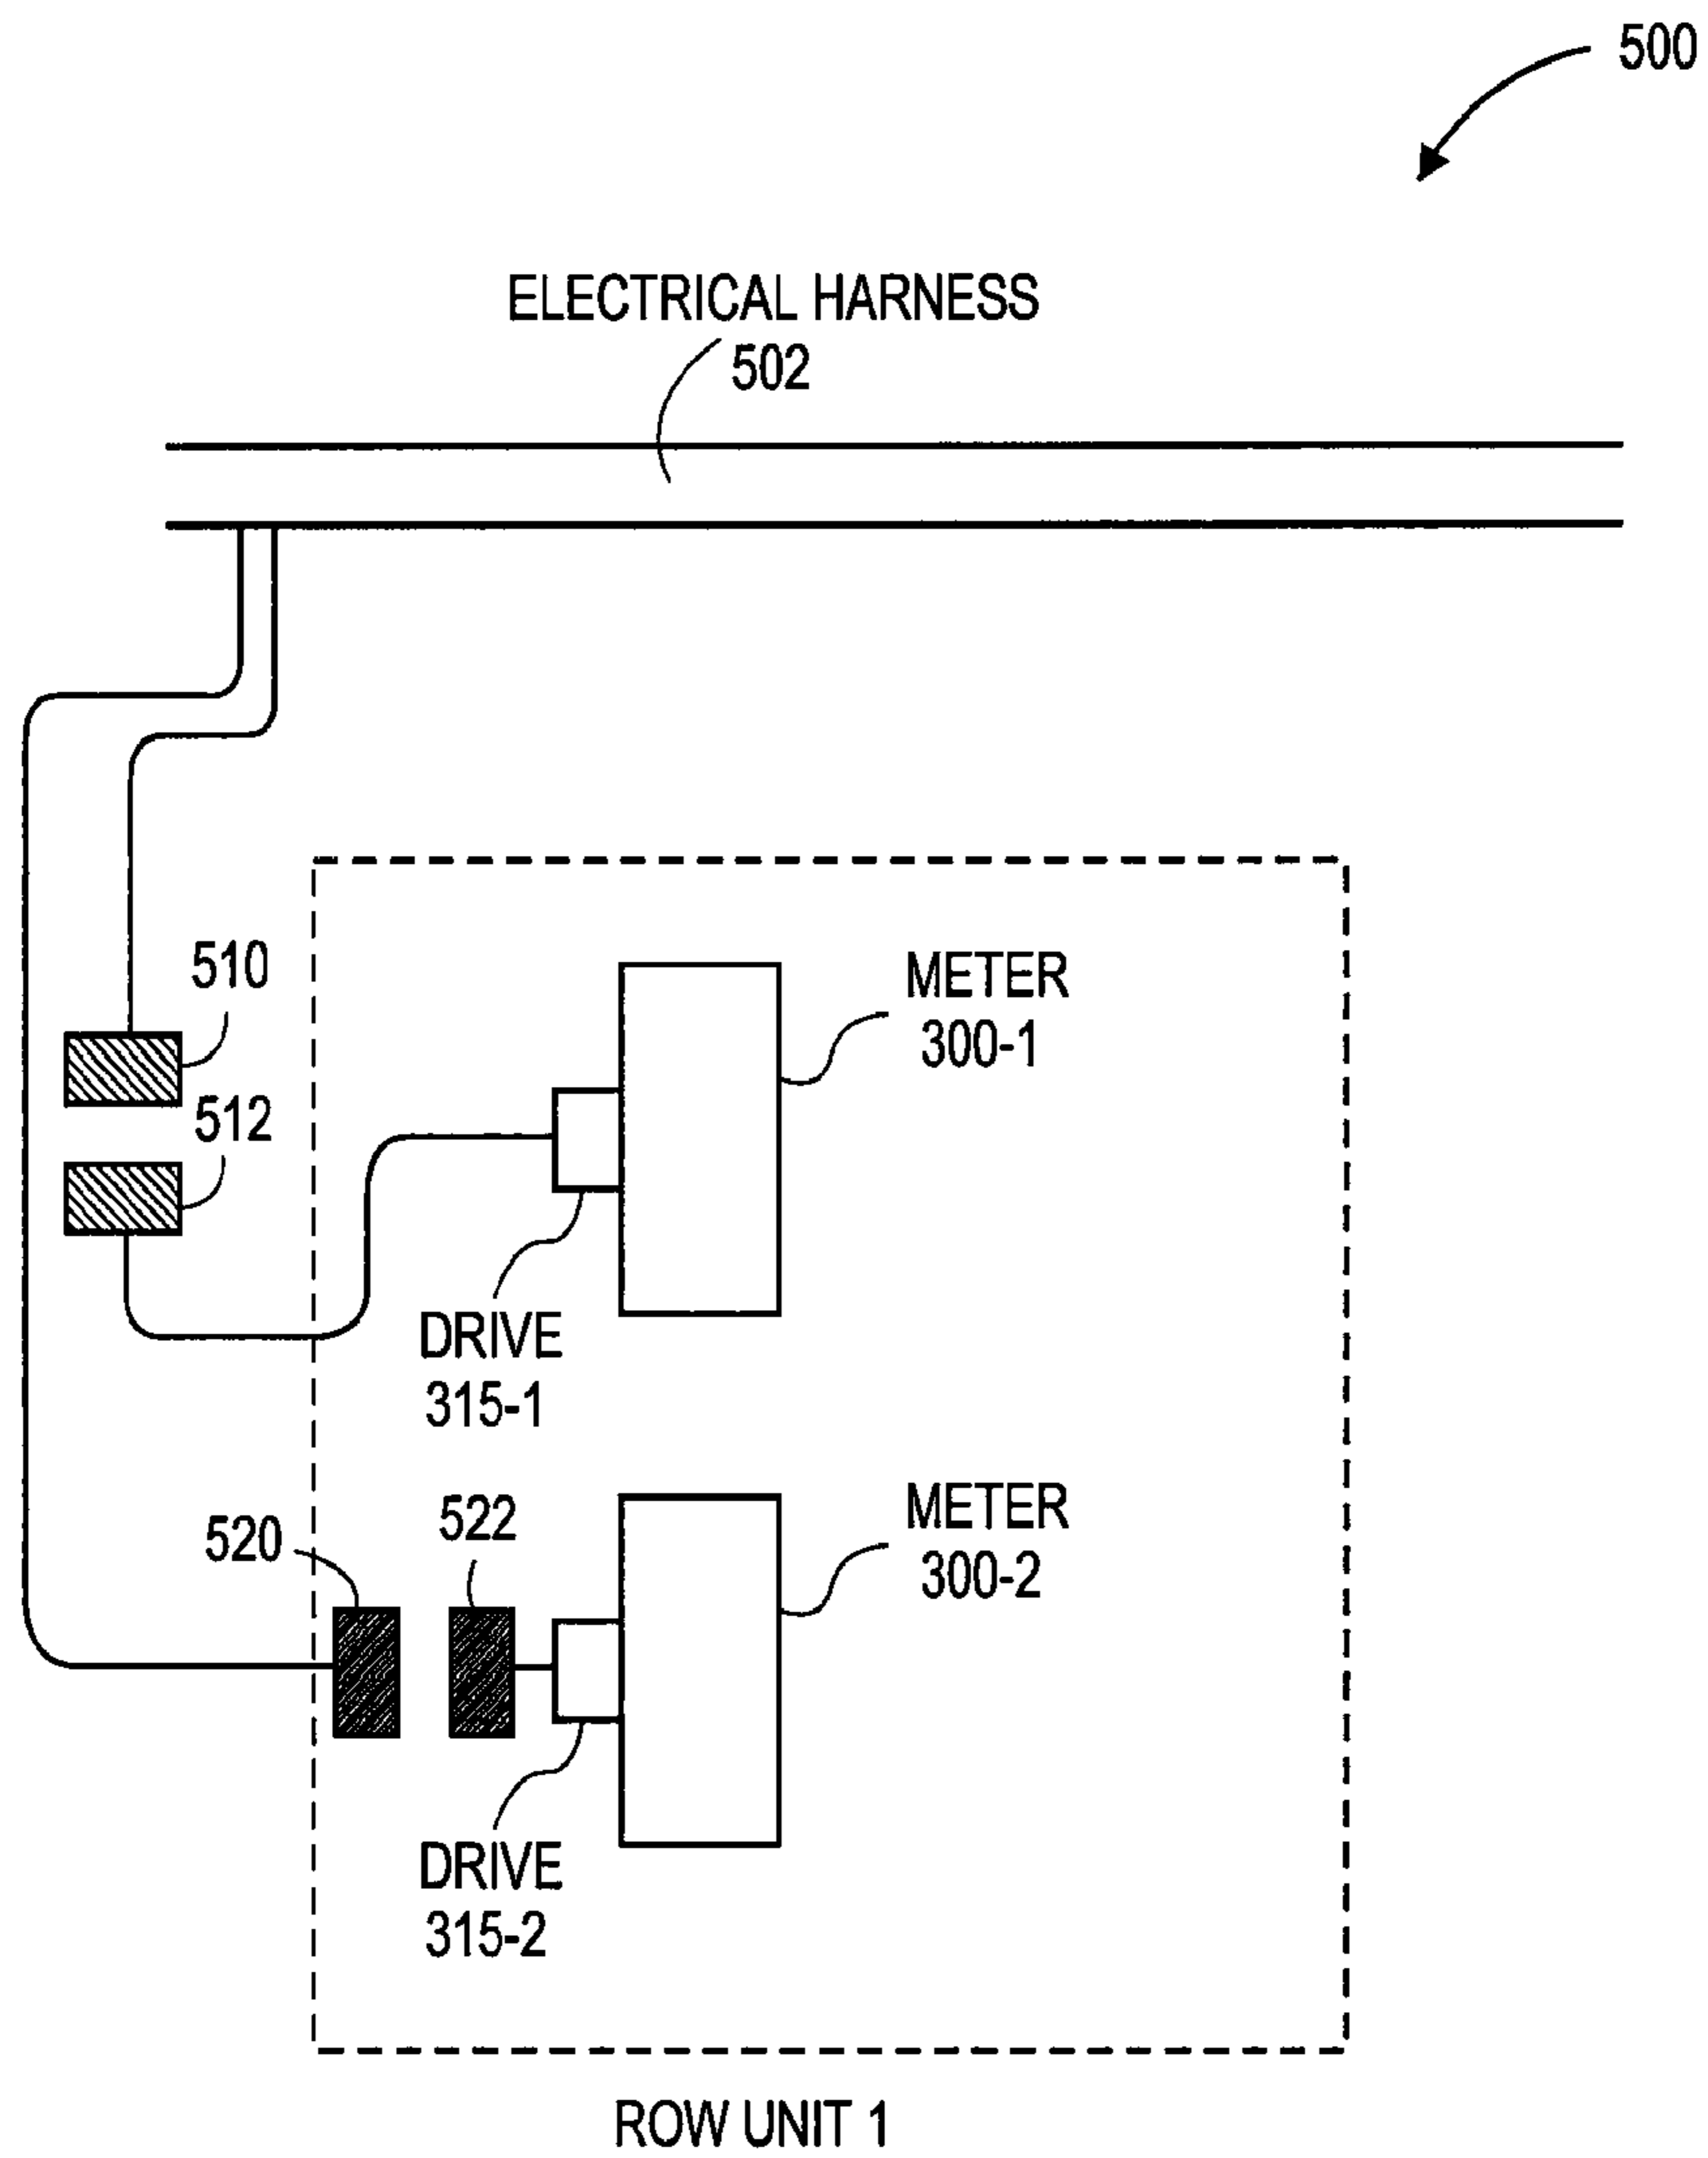 500
ELECTRICAL HARNESS
502
510
METER
300-1
512
DRIVE
315-1
METER
300-2
522
520
DRIVE
315-2
ROW UNIT 1